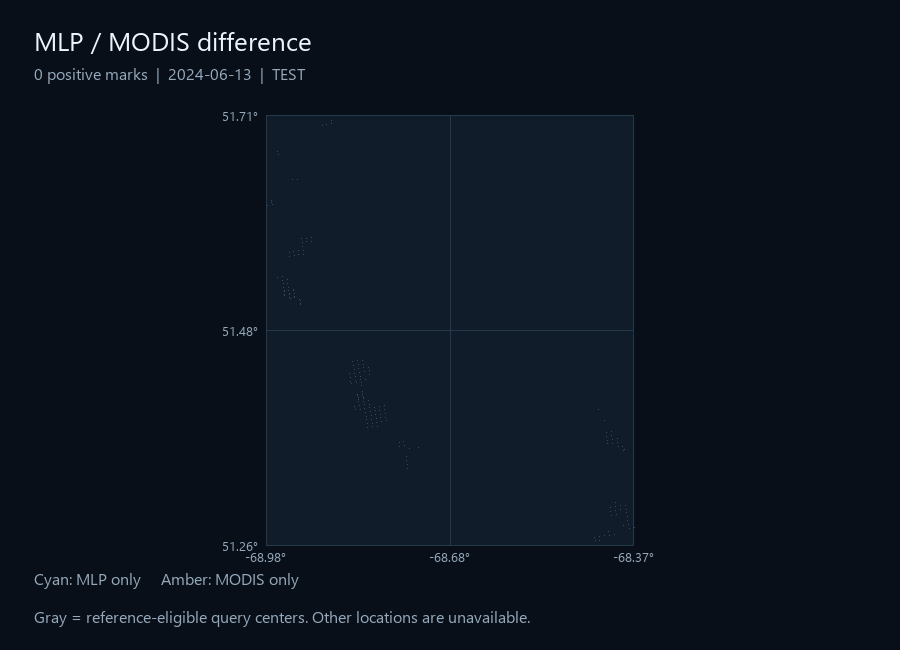 MLP / MODIS difference
0 positive marks | 2024-06-13 | TEST
51.71°
51.48°
51.26°
-68.98° -68.68° -68.37°
Cyan: MLP only Amber: MODIS only
Gray = reference-eligible query centers. Other locations are unavailable.